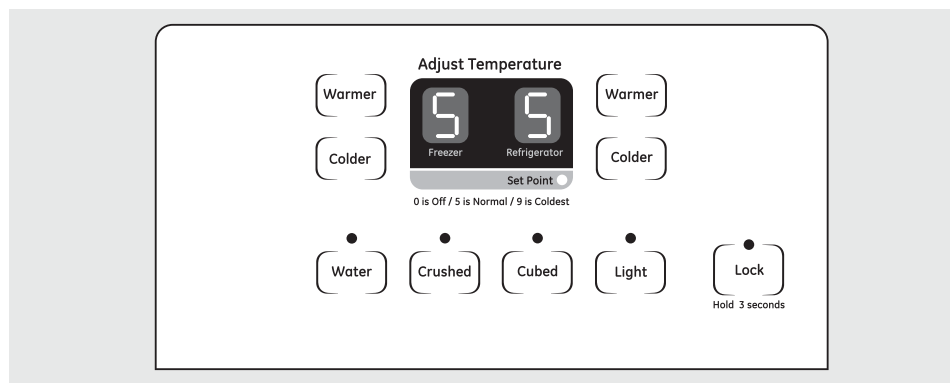 Adjust Temperature
Warmer
5 5
Warmer
Freezer Refrigerator
Colder
Colder
Set Point
0 is Off / 5 is Normal / 9 is Coldest
Water Crushed Cubed Light Lock
Hold 3 seconds